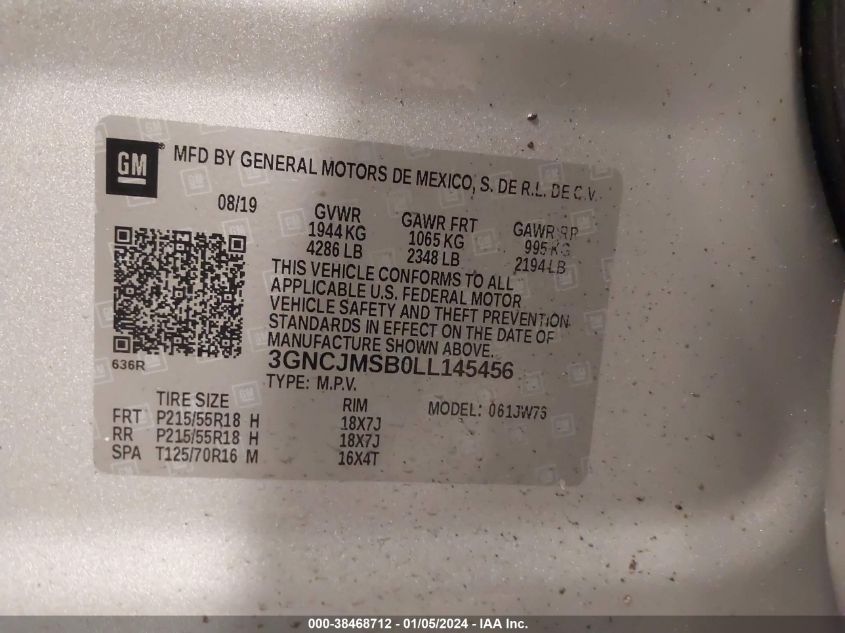 GM
MFD BY GENERAL MOTORS DE MEXICO, S. DE R.L. DE C.V.
08/19
GVWR GAWR FRT GAWR RR
1944 KG 1065 KG 995 KG
4286 LB 2348 LB 2194 LB
THIS VEHICLE CONFORMS TO ALL
APPLICABLE U.S. FEDERAL MOTOR
VEHICLE SAFETY AND THEFT PREVENTION
STANDARDS IN EFFECT ON THE DATE OF
MANUFACTURE SHOWN ABOVE.
636R
3GNCJMSB0LL145456
TYPE: M.P.V.
TIRE SIZE RIM MODEL: 061JW76
FRT P215/55R18 H 18X7J
RR P215/55R18 H 18X7J
SPA T125/70R16 M 16X4T
000-38468712 - 01/05/2024 - IAA Inc.